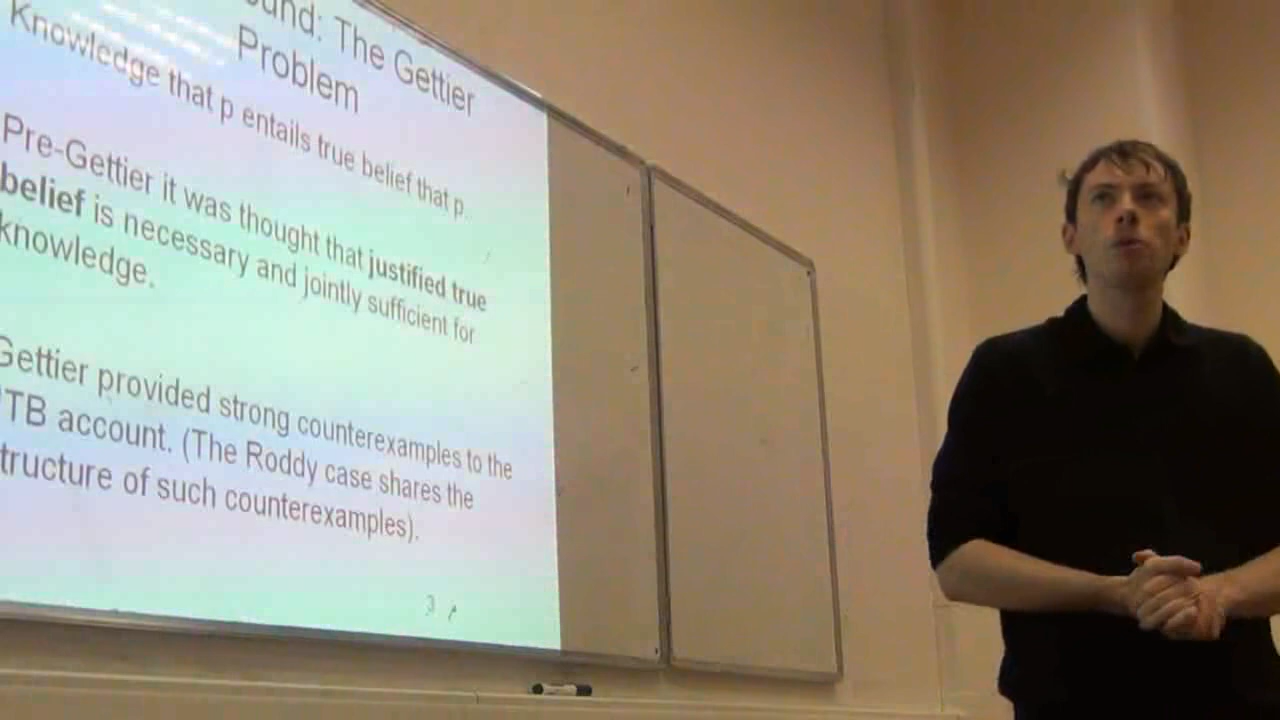 und: The Gettier
Problem
Knowledge that p entails true belief that p.
Pre-Gettier it was thought that justified true
belief is necessary and jointly sufficient for
knowledge.
Gettier provided strong counterexamples to the
TB account. (The Roddy case shares the
tructure of such counterexamples).
3